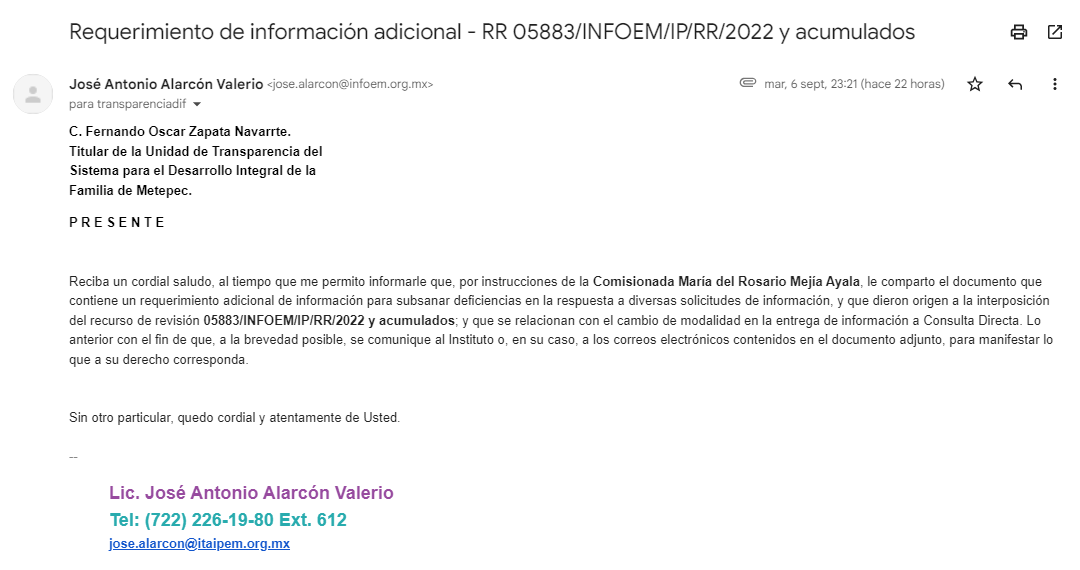 Requerimiento de información adicional - RR 05883/INFOEM/IP/RR/2022 y acumulados
José Antonio Alarcón Valerio <jose.alarcon@infoem.org.mx>
mar, 6 sept, 23:21 (hace 22 horas)
para transparenciadif
C. Fernando Oscar Zapata Navarrte.
Titular de la Unidad de Transparencia del
Sistema para el Desarrollo Integral de la
Familia de Metepec.
P R E S E N T E
Reciba un cordial saludo, al tiempo que me permito informarle que, por instrucciones de la Comisionada María del Rosario Mejía Ayala, le comparto el documento que
contiene un requerimiento adicional de información para subsanar deficiencias en la respuesta a diversas solicitudes de información, y que dieron origen a la interposición
del recurso de revisión 05883/INFOEM/IP/RR/2022 y acumulados; y que se relacionan con el cambio de modalidad en la entrega de información a Consulta Directa. Lo
anterior con el fin de que, a la brevedad posible, se comunique al Instituto o, en su caso, a los correos electrónicos contenidos en el documento adjunto, para manifestar lo
que a su derecho corresponda.
Sin otro particular, quedo cordial y atentamente de Usted.
--
Lic. José Antonio Alarcón Valerio
Tel: (722) 226-19-80 Ext. 612
jose.alarcon@itaipem.org.mx